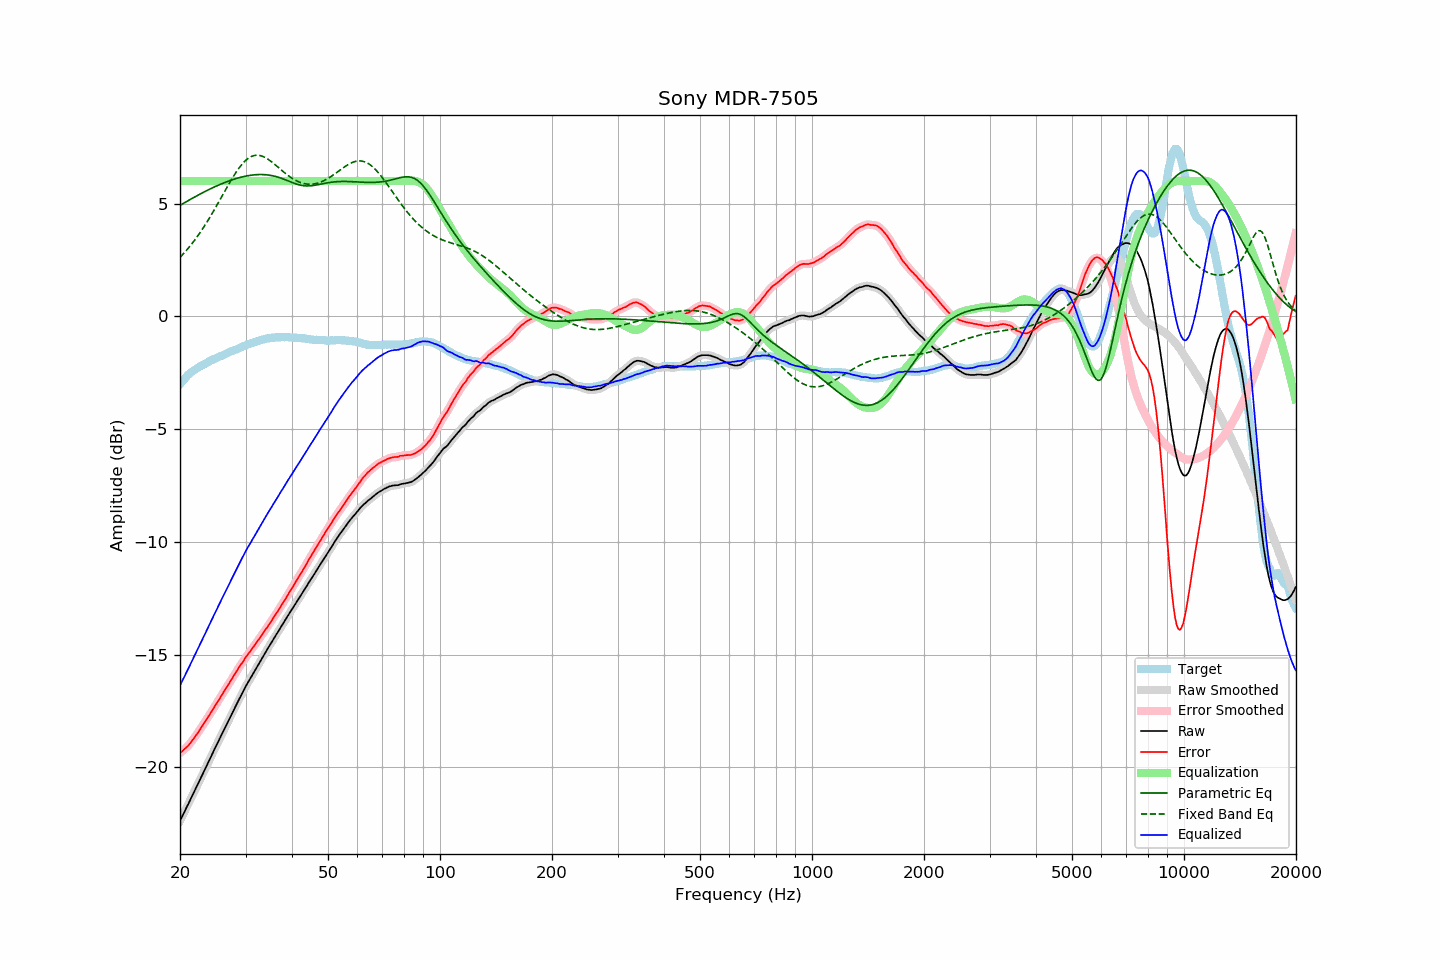 Sony MDR-7505
Amplitude (dBr)
5
0
−5
−10
−15
−20
20 50 100 200 500 1000 2000 5000 10000 20000
Frequency (Hz)
Target
Raw Smoothed
Error Smoothed
Raw
Error
Equalization
Parametric Eq
Fixed Band Eq
Equalized